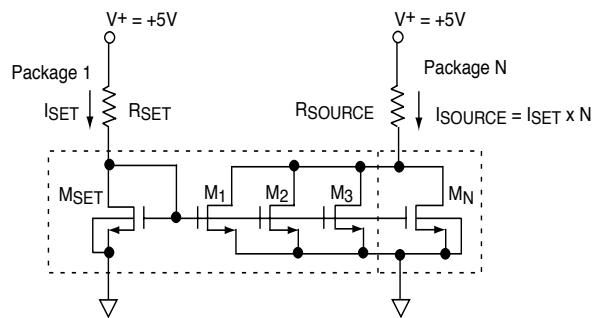 V+ = +5V
V+ = +5V
Package 1
Package N
ISET
RSET
RSOURCE
ISOURCE = ISET x N
MSET
M1
M2
M3
MN